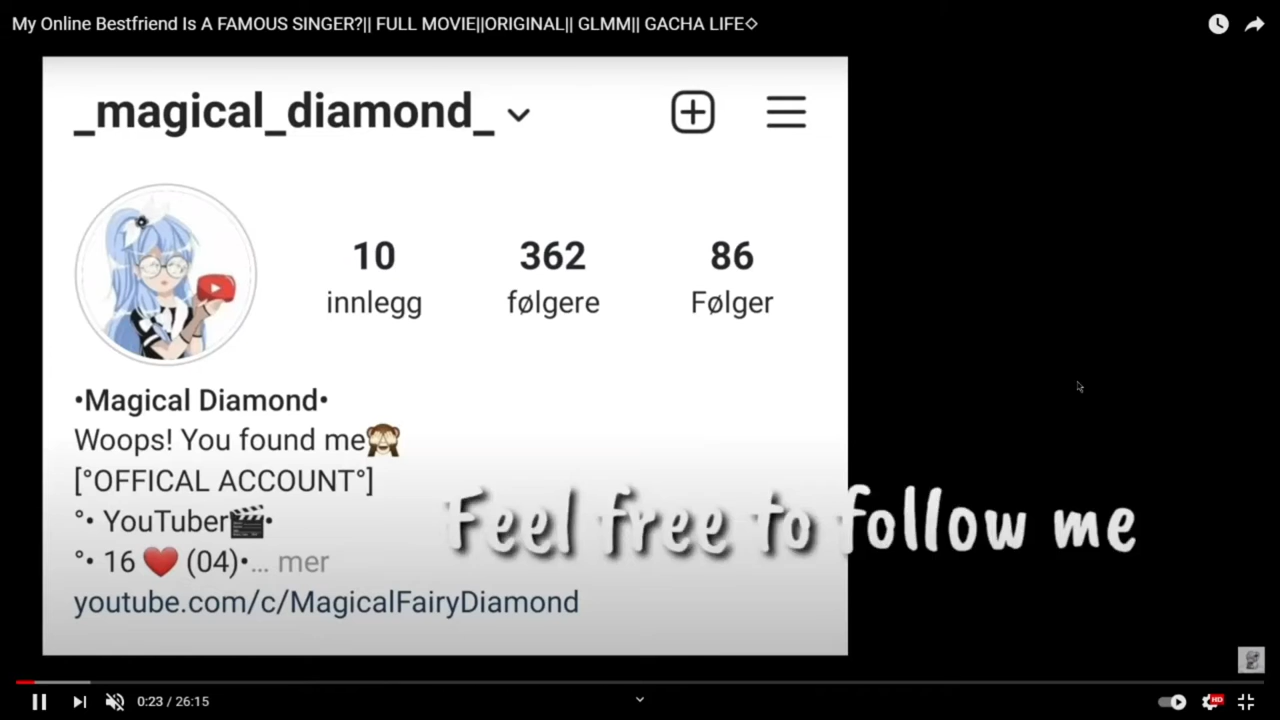 My Online Bestfriend Is A FAMOUS SINGER?|| FULL MOVIE||ORIGINAL|| GLMM|| GACHA LIFE◇
_magical_diamond_
10 362 86
innlegg følgere Følger
•Magical Diamond•
Woops! You found me🙈
[°OFFICAL ACCOUNT°]
°• YouTuber🎬•
°• 16 ❤️ (04)•... mer
youtube.com/c/MagicalFairyDiamond
Feel free to follow me
0:23 / 26:15
HD